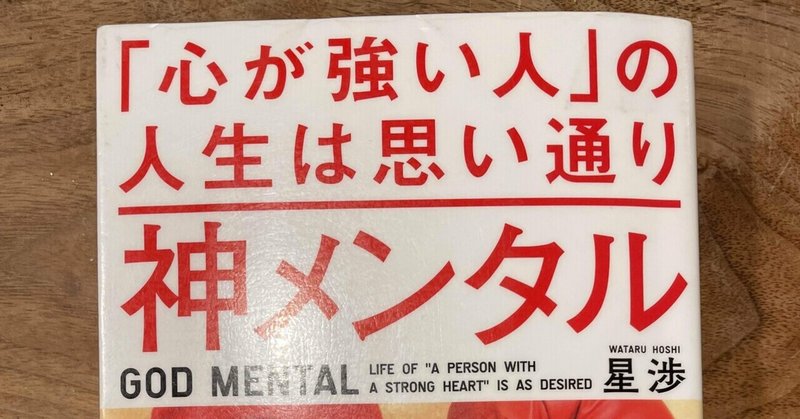 「心が強い人」の
人生は思い通り
神メンタル
GOD MENTAL
LIFE OF "A PERSON WITH
A STRONG HEART" IS AS DESIRED
WATARU HOSHI
星渉